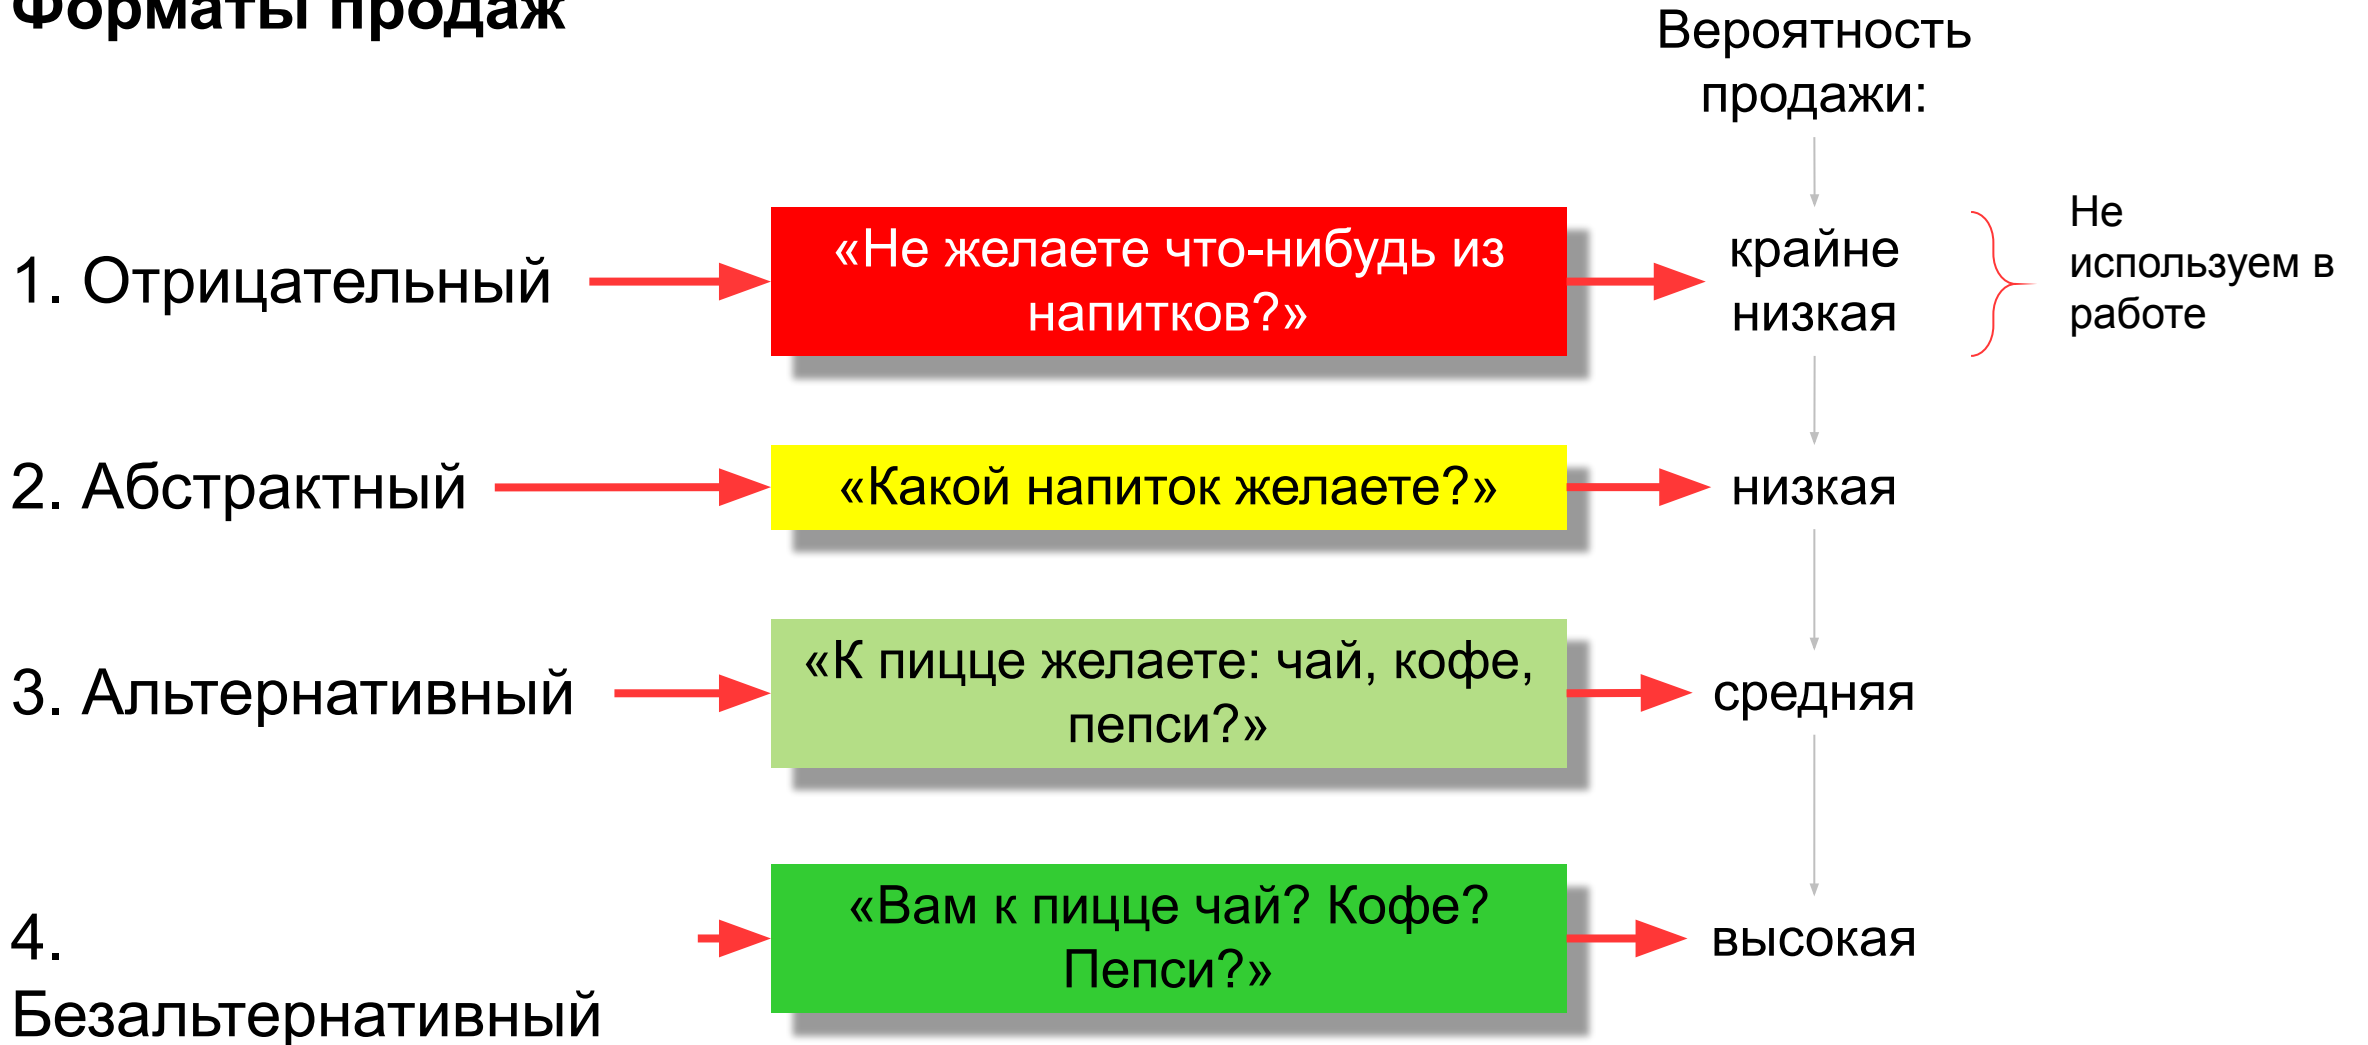 Форматы продаж
Вероятность
продажи:
1. Отрицательный
«Не желаете что-нибудь из
напитков?»
крайне
низкая
Не
используем в
работе
2. Абстрактный
«Какой напиток желаете?»
низкая
3. Альтернативный
«К пицце желаете: чай, кофе,
пепси?»
средняя
4.
Безальтернативный
«Вам к пицце чай? Кофе?
Пепси?»
высокая